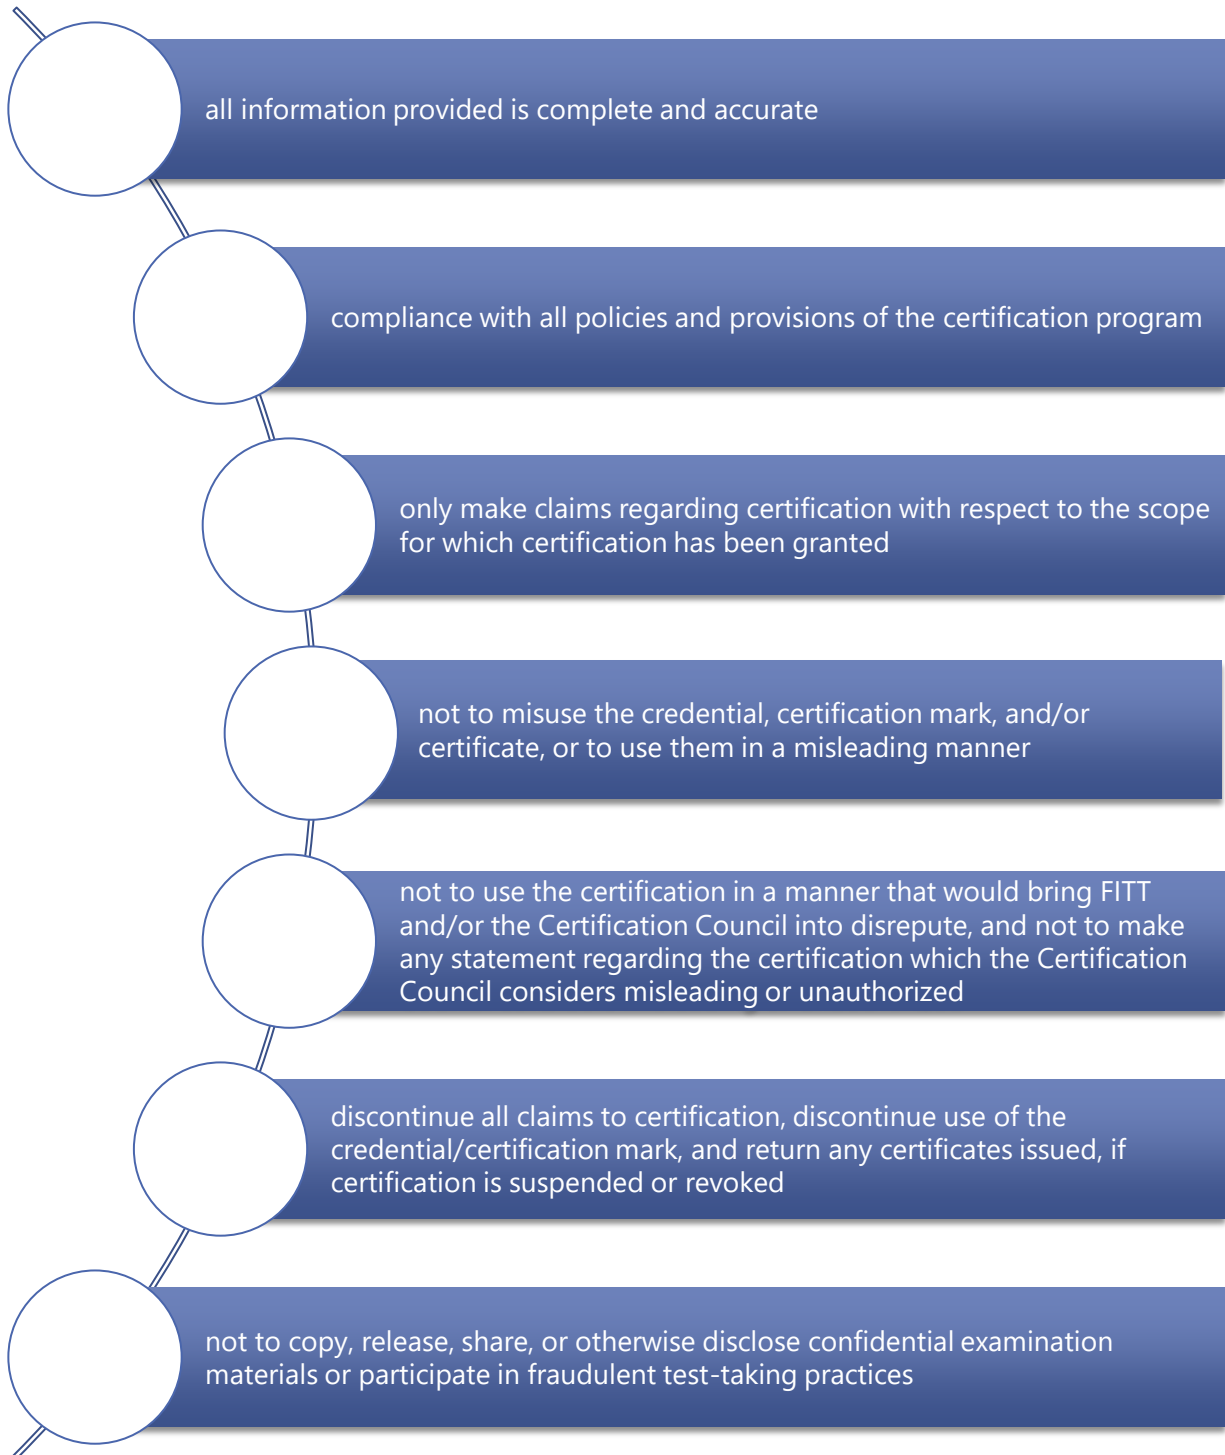 all information provided is complete and accurate
compliance with all policies and provisions of the certification program
only make claims regarding certification with respect to the scope
for which certification has been granted
not to misuse the credential, certification mark, and/or
certificate, or to use them in a misleading manner
not to use the certification in a manner that would bring FITT
and/or the Certification Council into disrepute, and not to make
any statement regarding the certification which the Certification
Council considers misleading or unauthorized
discontinue all claims to certification, discontinue use of the
credential/certification mark, and return any certificates issued, if
certification is suspended or revoked
not to copy, release, share, or otherwise disclose confidential examination
materials or participate in fraudulent test-taking practices